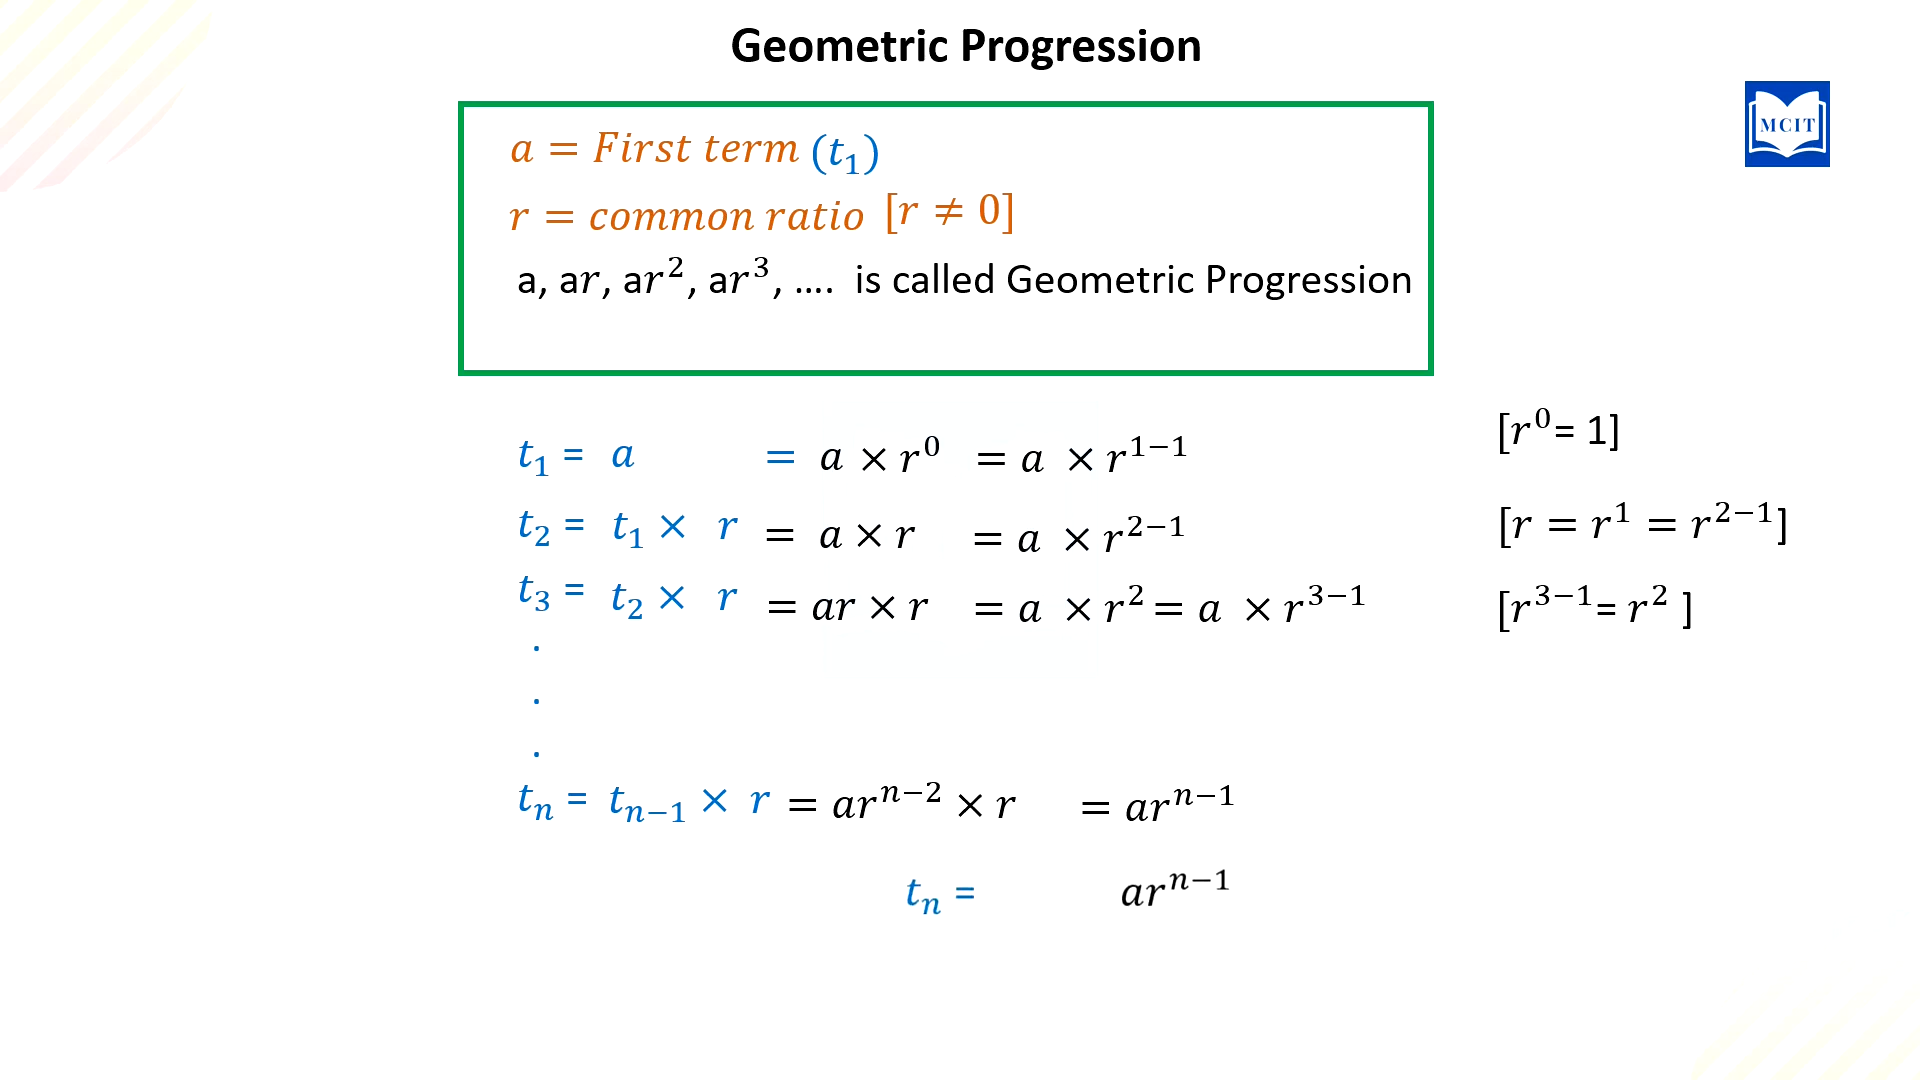 Geometric Progression
MCIT
a = First term (t₁)
r = common ratio [r ≠ 0]
a, ar, ar², ar³, .... is called Geometric Progression
t₁ = a = a × r⁰ = a × r¹⁻¹ [r⁰= 1]
t₂ = t₁ × r = a × r = a × r²⁻¹ [r = r¹ = r²⁻¹]
t₃ = t₂ × r = ar × r = a × r² = a × r³⁻¹ [r³⁻¹= r² ]
.
.
.
tₙ = tₙ₋₁ × r = arⁿ⁻² × r = arⁿ⁻¹
tₙ = arⁿ⁻¹